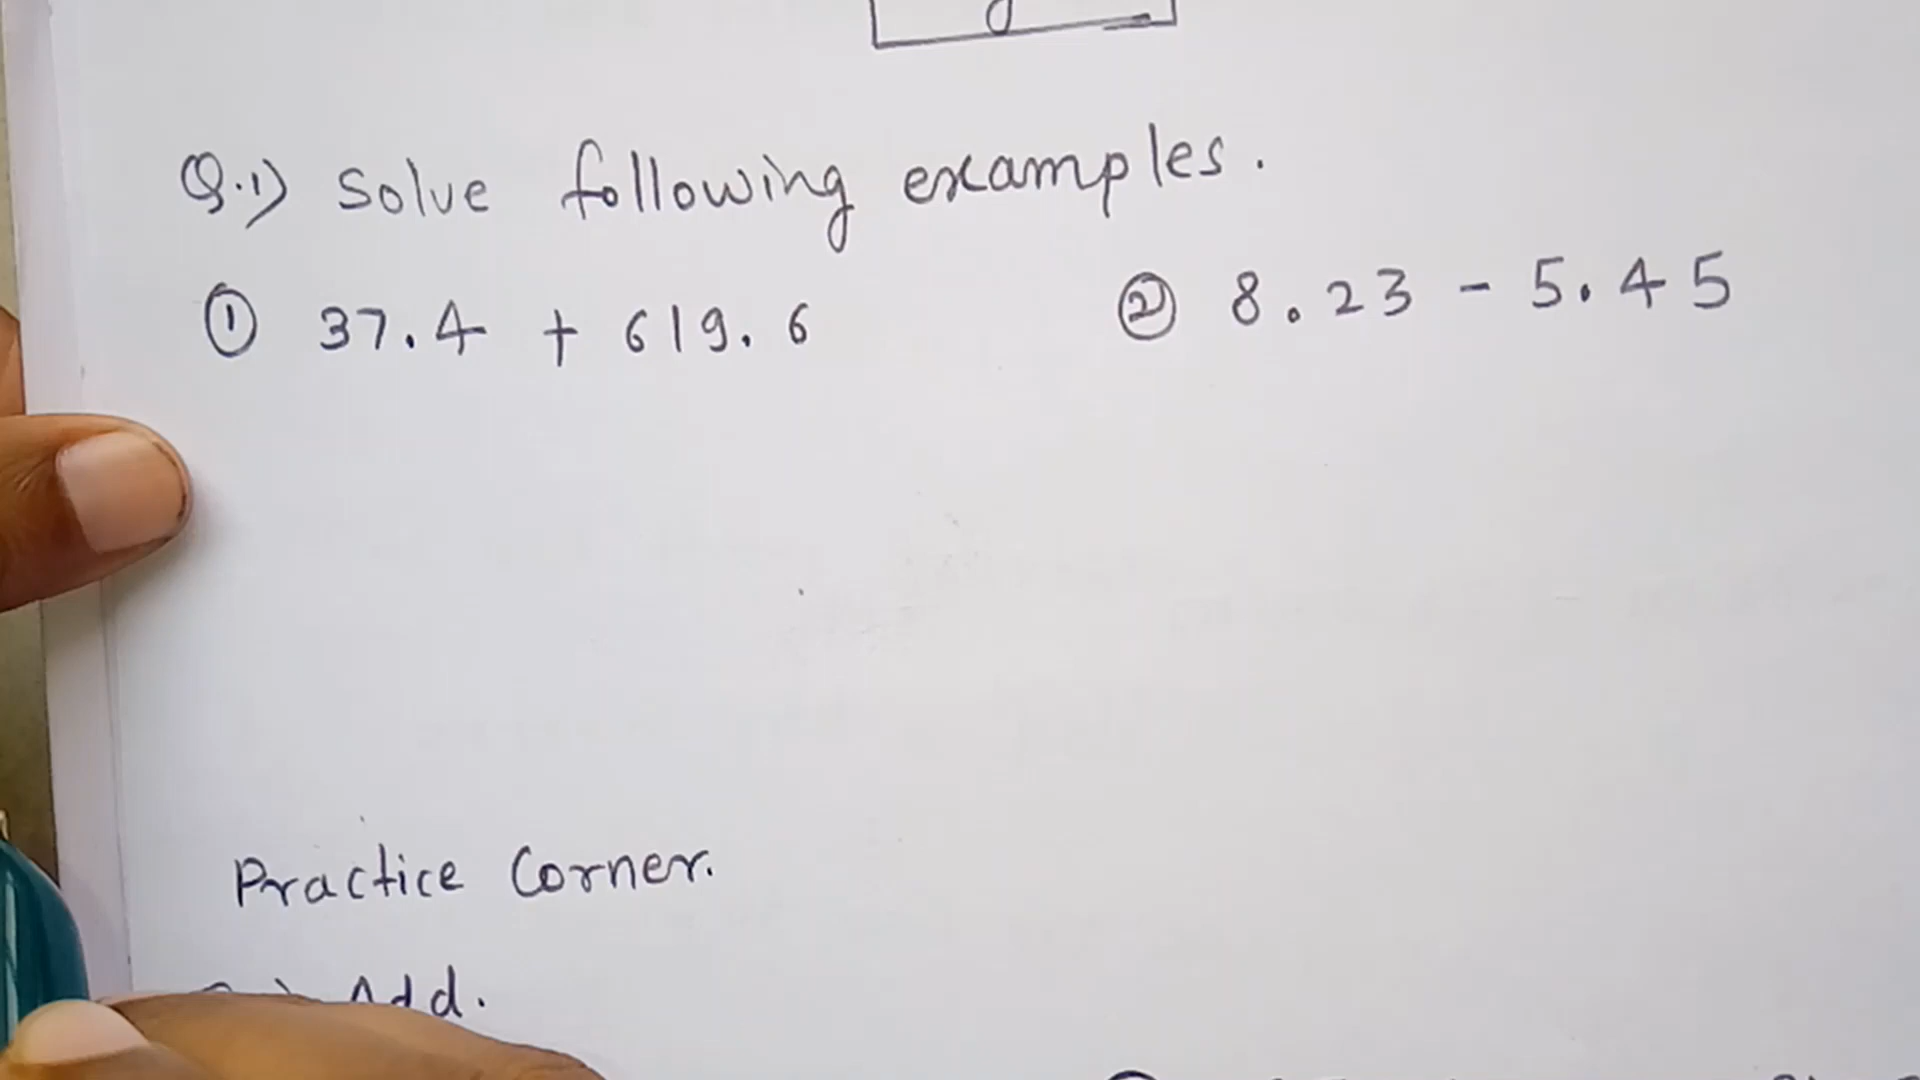 Q.1) Solve following examples.
① 37.4 + 619.6 ② 8.23 - 5.45
Practice Corner.
Add.